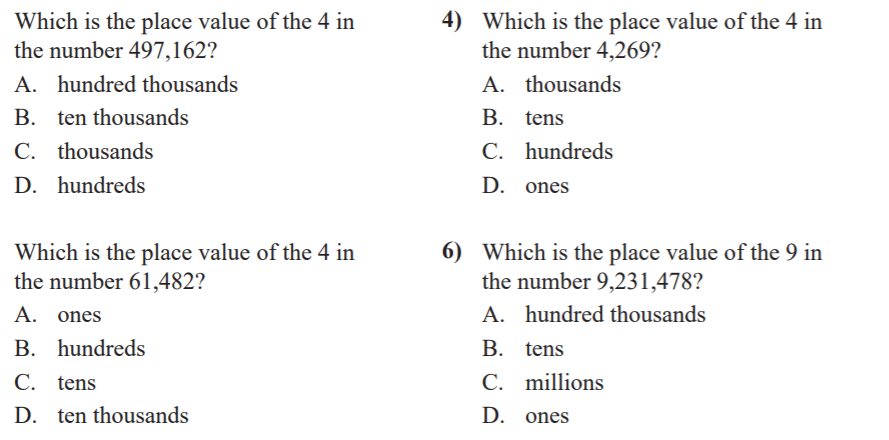 Which is the place value of the 4 in
the number 497,162?
A. hundred thousands
B. ten thousands
C. thousands
D. hundreds
4) Which is the place value of the 4 in
the number 4,269?
A. thousands
B. tens
C. hundreds
D. ones
Which is the place value of the 4 in
the number 61,482?
A. ones
B. hundreds
C. tens
D. ten thousands
6) Which is the place value of the 9 in
the number 9,231,478?
A. hundred thousands
B. tens
C. millions
D. ones